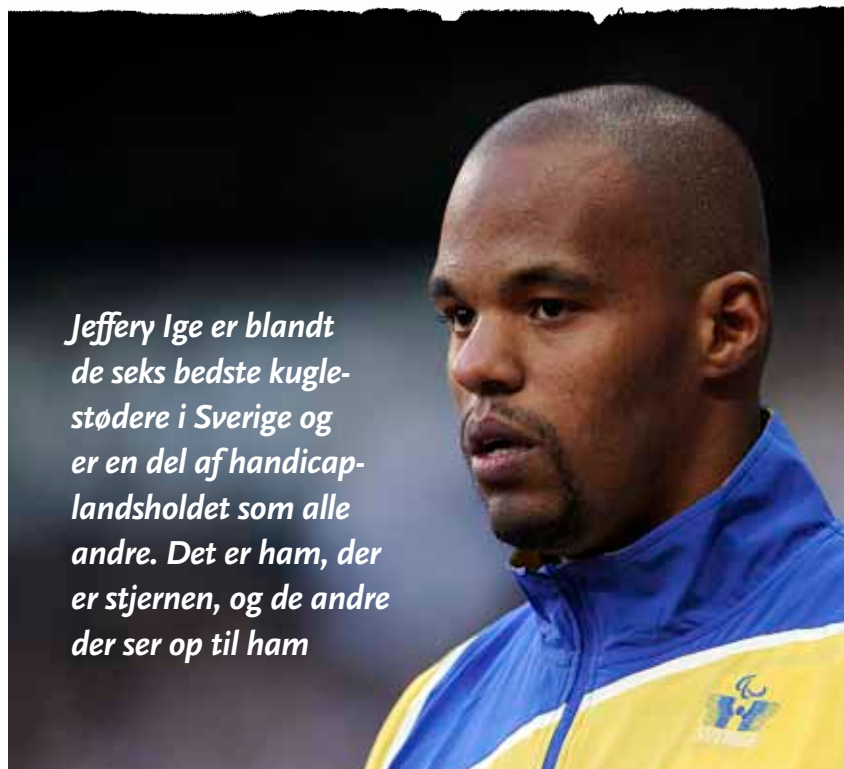 Jeffery Ige er blandt
de seks bedste kugle-
stødere i Sverige og
er en del af handicap-
landsholdet som alle
andre. Det er ham, der
er stjernen, og de andre
der ser op til ham
SVERIGE